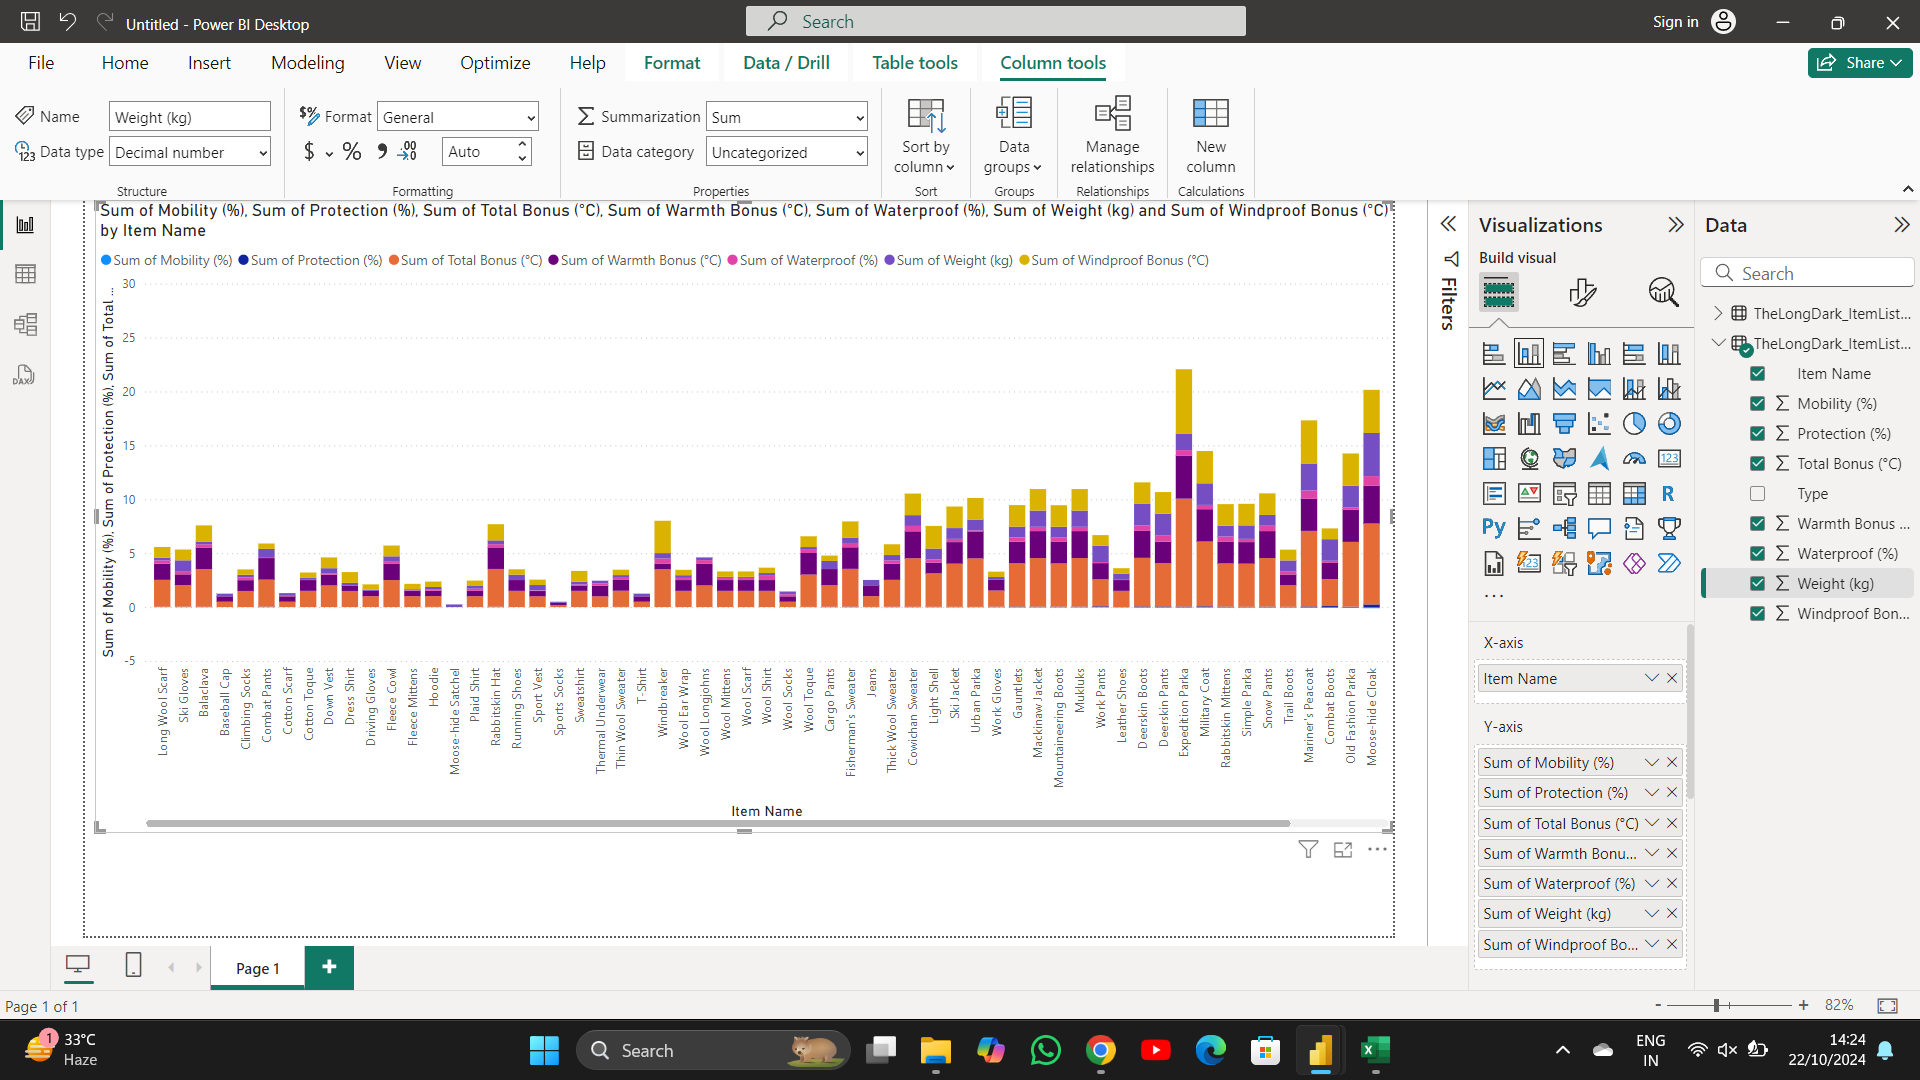 Untitled - Power BI Desktop
Search
Sign in
File
Home
Insert
Modeling
View
Optimize
Help
Format
Data / Drill
Table tools
Column tools
Share
Name
Weight (kg)
Data type
Decimal number
Structure
Format
General
$
%
Auto
Formatting
Summarization
Sum
Data category
Uncategorized
Properties
Sort by
column
Sort
Data
groups
Groups
Manage
relationships
Relationships
New
column
Calculations
Sum of Mobility (%), Sum of Protection (%), Sum of Total Bonus (°C), Sum of Warmth Bonus (°C), Sum of Waterproof (%), Sum of Weight (kg) and Sum of Windproof Bonus (°C)
by Item Name
Sum of Mobility (%)
Sum of Protection (%)
Sum of Total Bonus (°C)
Sum of Warmth Bonus (°C)
Sum of Waterproof (%)
Sum of Weight (kg)
Sum of Windproof Bonus (°C)
Sum of Mobility (%), Sum of Protection (%), Sum of Total ...
30
25
20
15
10
5
0
-5
Long Wool Scarf
Ski Gloves
Balaclava
Baseball Cap
Climbing Socks
Combat Pants
Cotton Scarf
Cotton Toque
Down Vest
Dress Shirt
Driving Gloves
Fleece Cowl
Fleece Mittens
Hoodie
Moose-hide Satchel
Plaid Shirt
Rabbitskin Hat
Running Shoes
Sport Vest
Sports Socks
Sweatshirt
Thermal Underwear
Thin Wool Sweater
T-Shirt
Windbreaker
Wool Ear Wrap
Wool Longjohns
Wool Mittens
Wool Scarf
Wool Shirt
Wool Socks
Wool Toque
Cargo Pants
Fisherman's Sweater
Jeans
Thick Wool Sweater
Cowichan Sweater
Light Shell
Ski Jacket
Urban Parka
Work Gloves
Gauntlets
Mackinaw Jacket
Mountaineering Boots
Mukluks
Work Pants
Leather Shoes
Deerskin Boots
Deerskin Pants
Expedition Parka
Military Coat
Rabbitskin Mittens
Simple Parka
Snow Pants
Trail Boots
Mariner's Peacoat
Combat Boots
Old Fashion Parka
Moose-hide Cloak
Item Name
Filters
Visualizations
Build visual
123
R
Py
123
X-axis
Item Name
Y-axis
Sum of Mobility (%)
Sum of Protection (%)
Sum of Total Bonus (°C)
Sum of Warmth Bonu...
Sum of Waterproof (%)
Sum of Weight (kg)
Sum of Windproof Bo...
Data
Search
TheLongDark_ItemList...
TheLongDark_ItemList...
Item Name
Mobility (%)
Protection (%)
Total Bonus (°C)
Type
Warmth Bonus ...
Waterproof (%)
Weight (kg)
Windproof Bon...
DAX
Page 1
Page 1 of 1
82%
1
33°C
Haze
Search
ENG
IN
14:24
22/10/2024